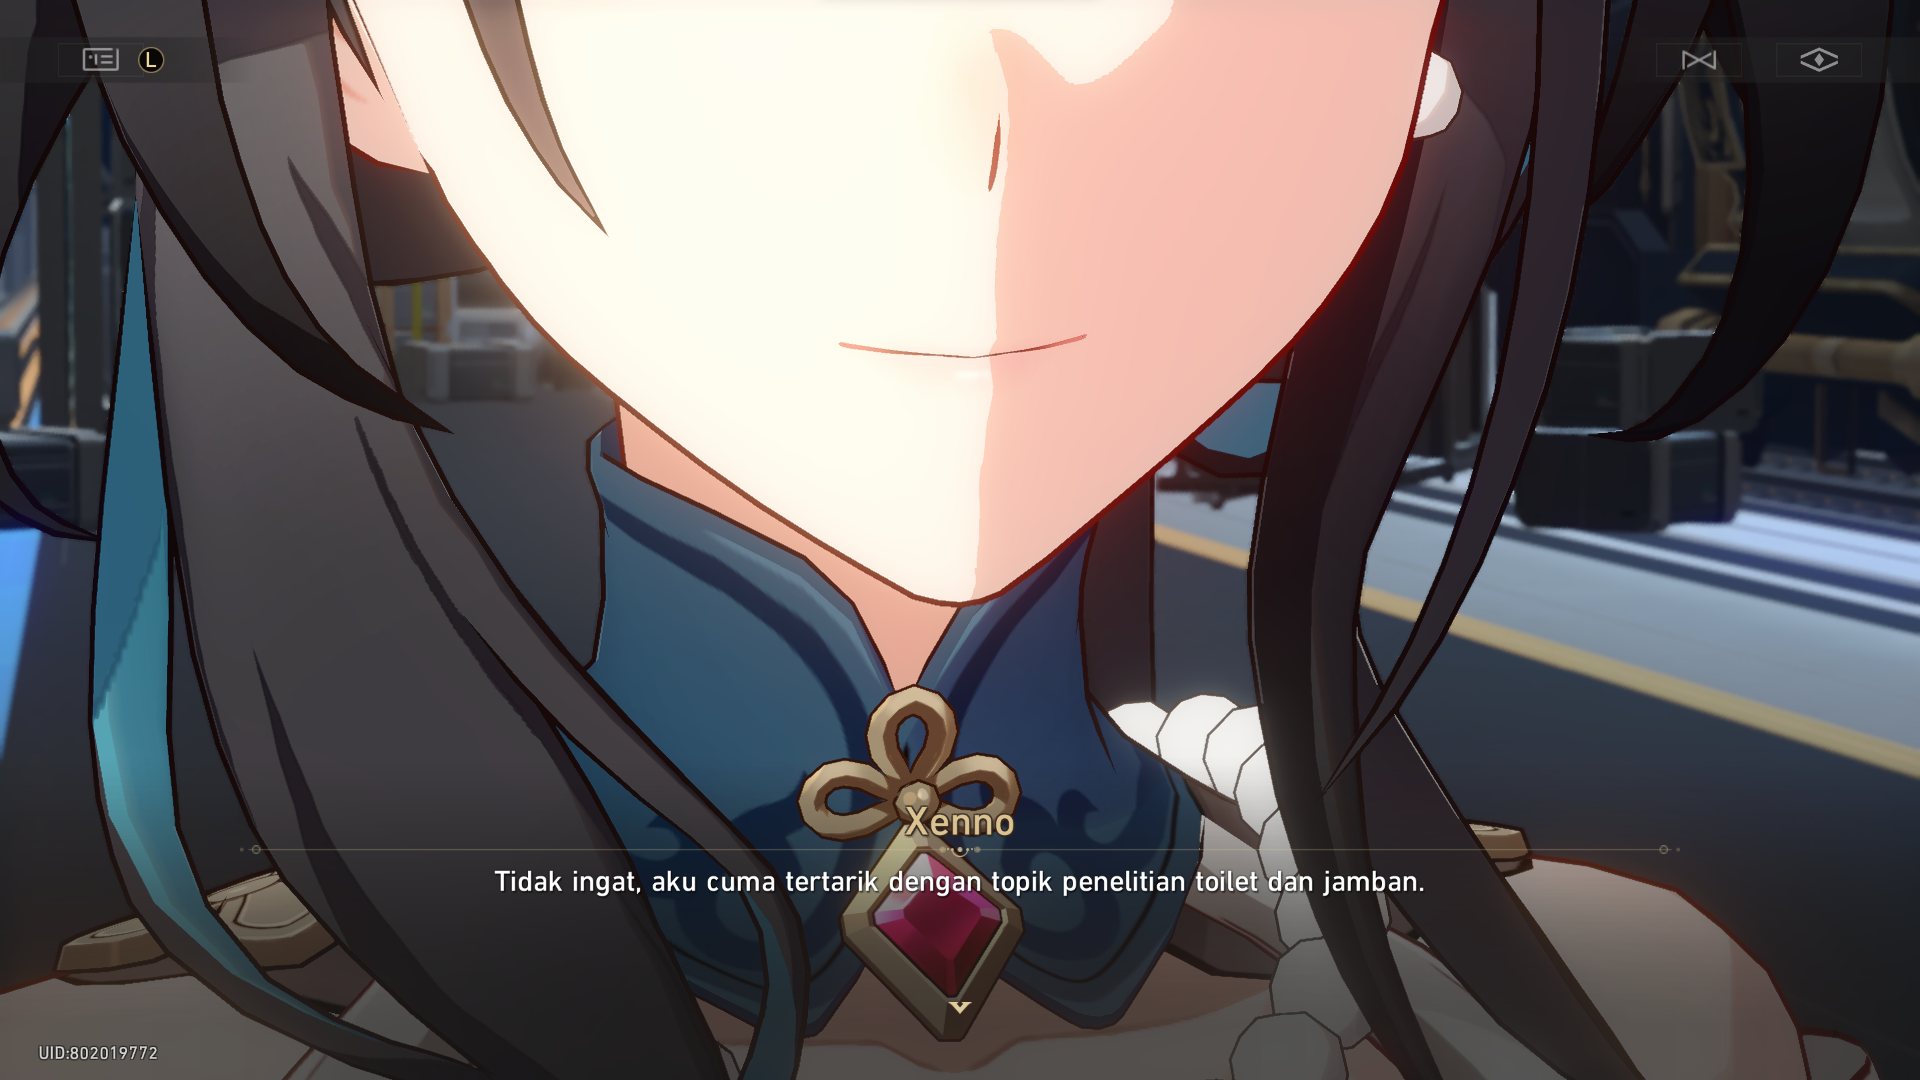 L
Xenno
Tidak ingat, aku cuma tertarik dengan topik penelitian toilet dan jamban.
UID:802019772